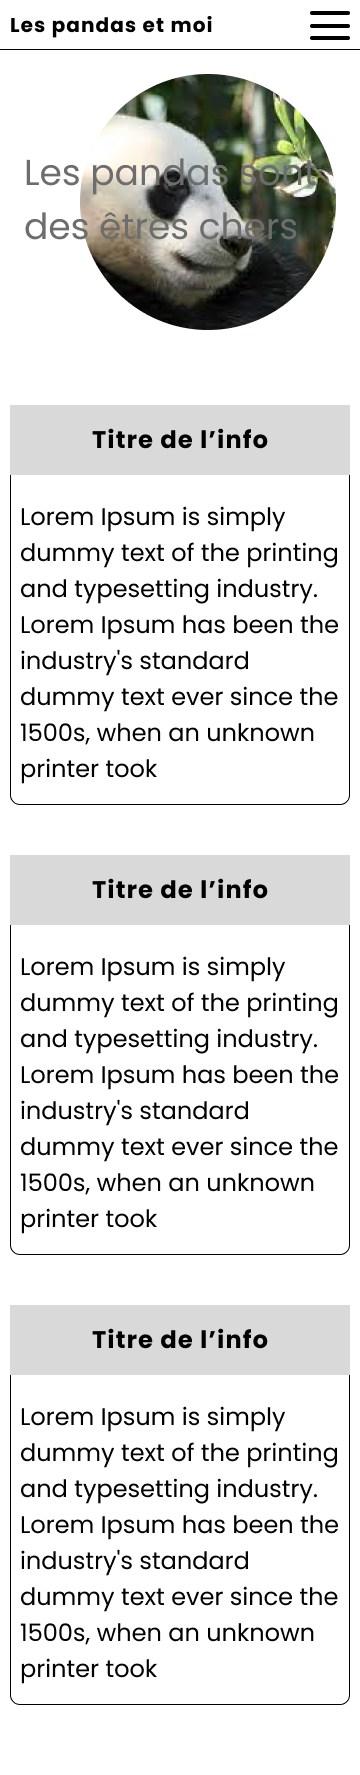 Les pandas et moi
Les pandas sont
des êtres chers
Titre de l’info
Lorem Ipsum is simply
dummy text of the printing
and typesetting industry.
Lorem Ipsum has been the
industry's standard
dummy text ever since the
1500s, when an unknown
printer took
Titre de l’info
Lorem Ipsum is simply
dummy text of the printing
and typesetting industry.
Lorem Ipsum has been the
industry's standard
dummy text ever since the
1500s, when an unknown
printer took
Titre de l’info
Lorem Ipsum is simply
dummy text of the printing
and typesetting industry.
Lorem Ipsum has been the
industry's standard
dummy text ever since the
1500s, when an unknown
printer took